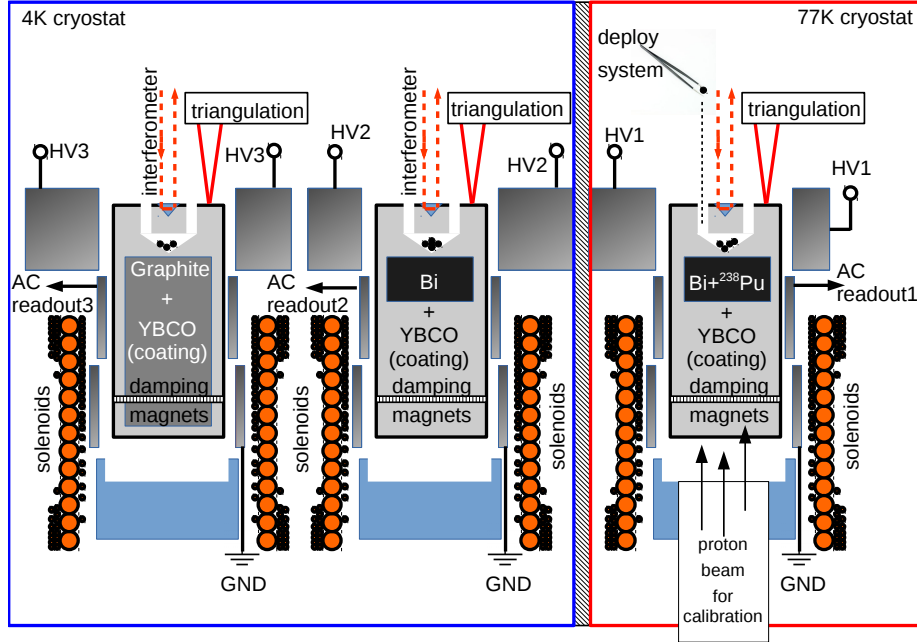 4K cryostat
77K cryostat
deploy
system
interferometer
triangulation
interferometer
triangulation
triangulation
HV3
HV3
HV2
HV2
HV1
HV1
Graphite
+
YBCO
(coating)
damping
magnets
Bi
+
YBCO
(coating)
damping
magnets
Bi+²³⁸Pu
+
YBCO
(coating)
damping
magnets
AC
readout3
AC
readout2
AC
readout1
solenoids
solenoids
solenoids
GND
GND
GND
proton
beam
for
calibration